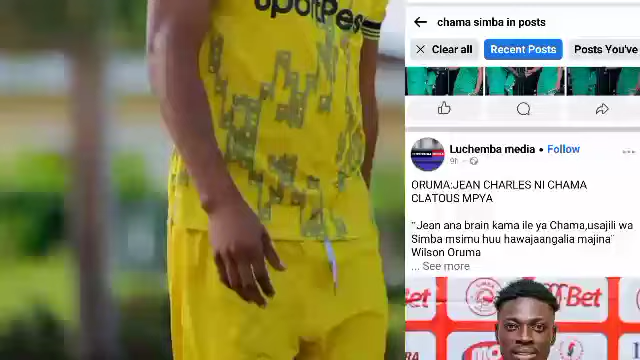 SportPes
chama simba in posts
Clear all
Recent Posts
Posts You've
Luchemba media • Follow
9h
ORUMA:JEAN CHARLES NI CHAMA
CLATOUS MPYA
"Jean ana brain kama ile ya Chama,usajili wa
Simba msimu huu hawajaangalia majina"
Wilson Oruma
... See more
Bet